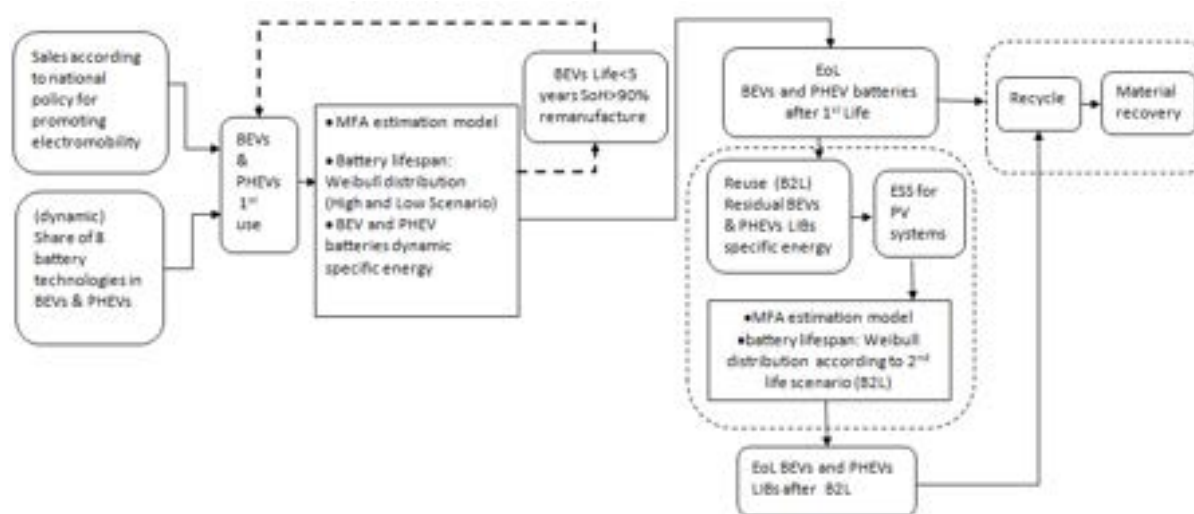 Sales according
to national
policy for
promoting
electromobility
(dynamic)
Share of 8
battery
technologies in
BEVs & PHEVs
BEVs
&
PHEVs
1st
use
●MFA estimation model
●Battery lifespan:
Weibull distribution
(High and Low Scenario)
●BEV and PHEV
batteries dynamic
specific energy
BEVs Life<5
years SoH>90%
remanufacture
EoL
BEVs and PHEV batteries
after 1st Life
Reuse (B2L)
Residual BEVs
& PHEVs LIBs
specific energy
ESS for
PV
systems
●MFA estimation model
●battery lifespan: Weibull
distribution according to 2nd
life scenario (B2L)
EoL BEVs and PHEVs
LIBs after B2L
Recycle
Material
recovery